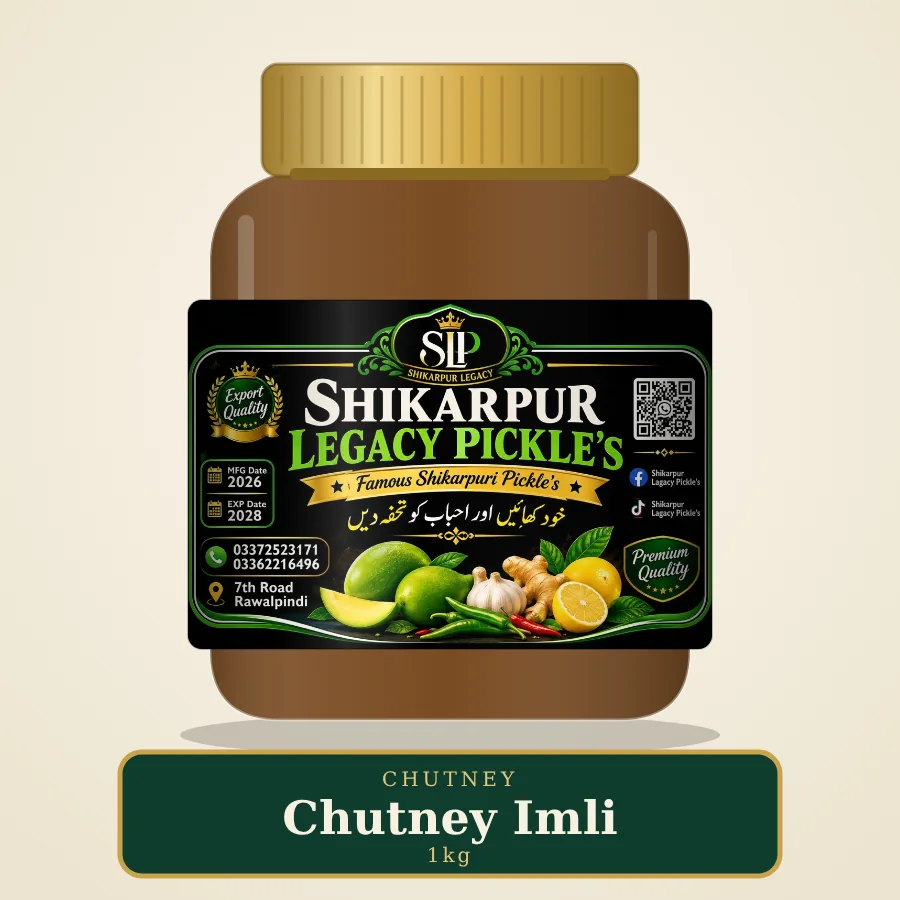 SLP
SHIKARPUR LEGACY
SHIKARPUR
LEGACY PICKLE'S
Famous Shikarpuri Pickle's
خود کھائیں اور احباب کو تحفہ دیں
Export
Quality
MFG Date
2026
EXP Date
2028
03372523171
03362216496
7th Road
Rawalpindi
Shikarpur
Legacy Pickle's
Shikarpur
Legacy Pickle's
Premium
Quality
CHUTNEY
Chutney Imli
1kg